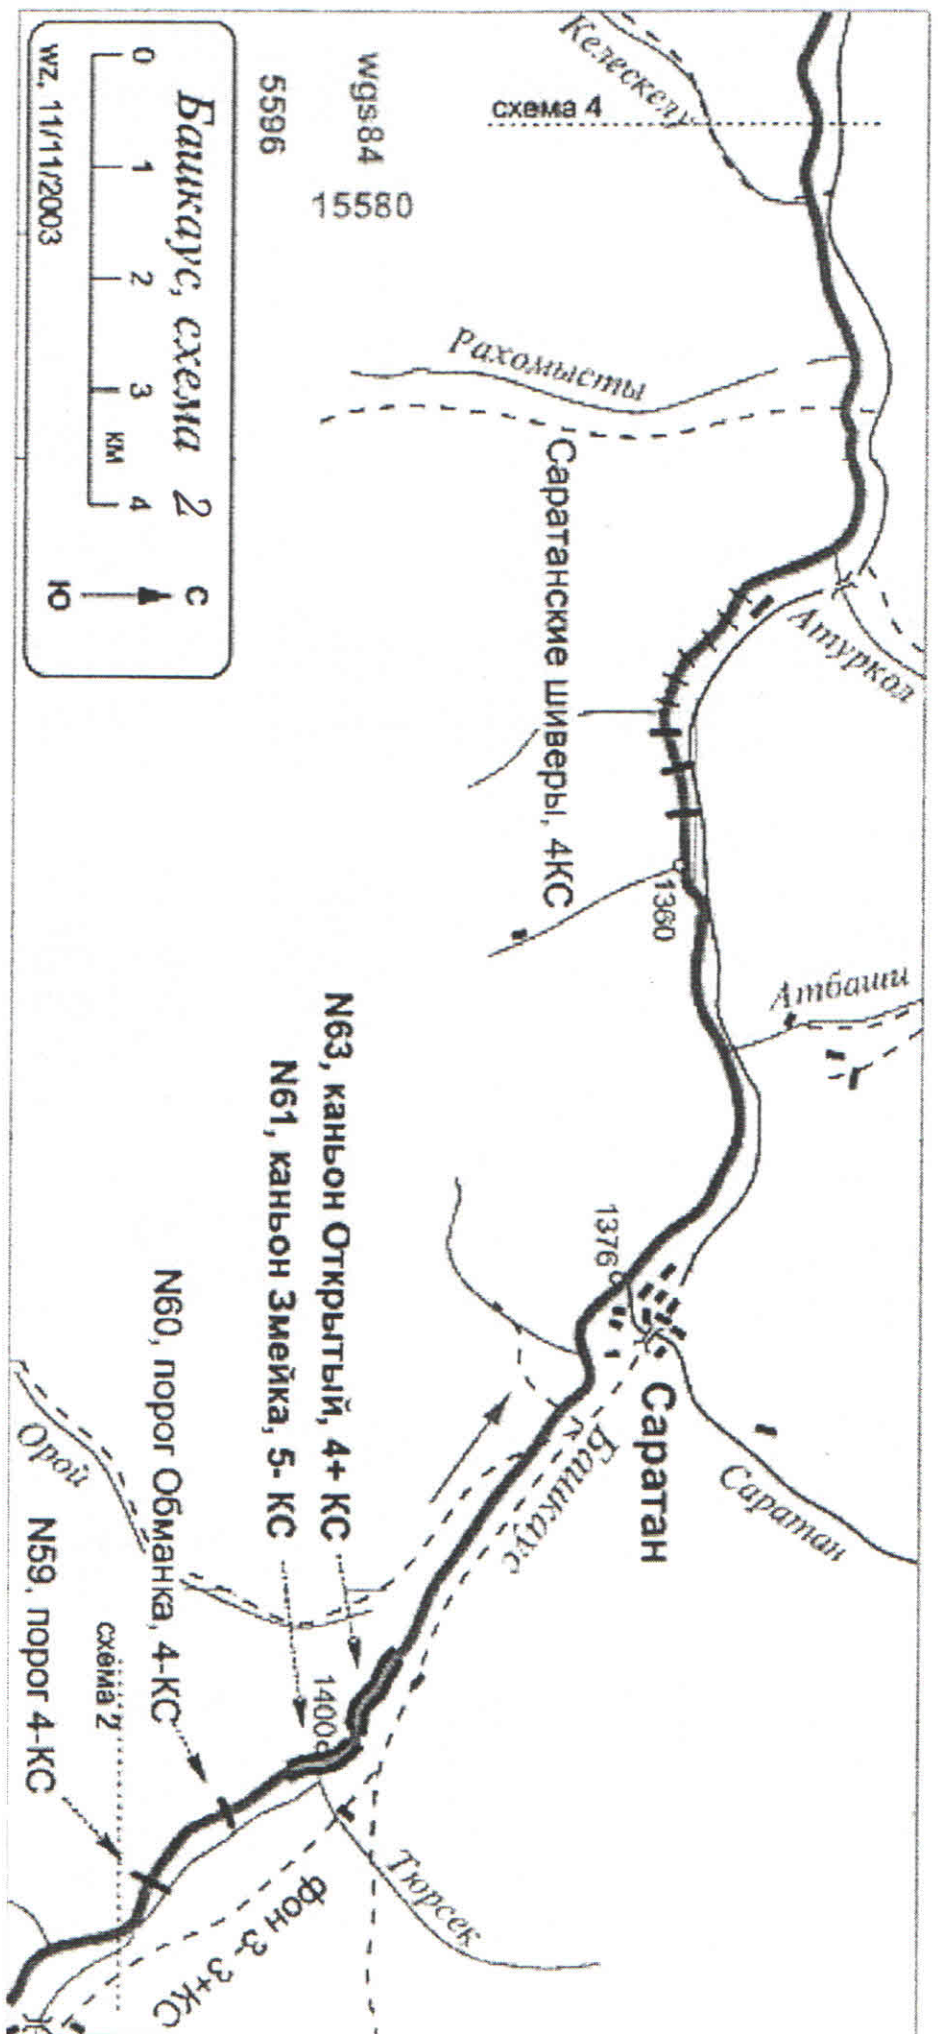 Келескелу
схема 4
wgs84
15580
5596
Башкаус, схема 2
0 1 2 3 км 4
С
Ю
wz, 11/11/2003
Рахомысты
Саратанские шиверы, 4КС
Атуркол
1360
Атбаши
1376
Саратан
Саратан
Башкаус
N63, каньон Открытый, 4+ КС
N61, каньон Змейка, 5- КС
N60, порог Обманка, 4-КС
N59, порог 4-КС
Орой
1400
схема 2
Тюрсек
фон 3- 3+КС